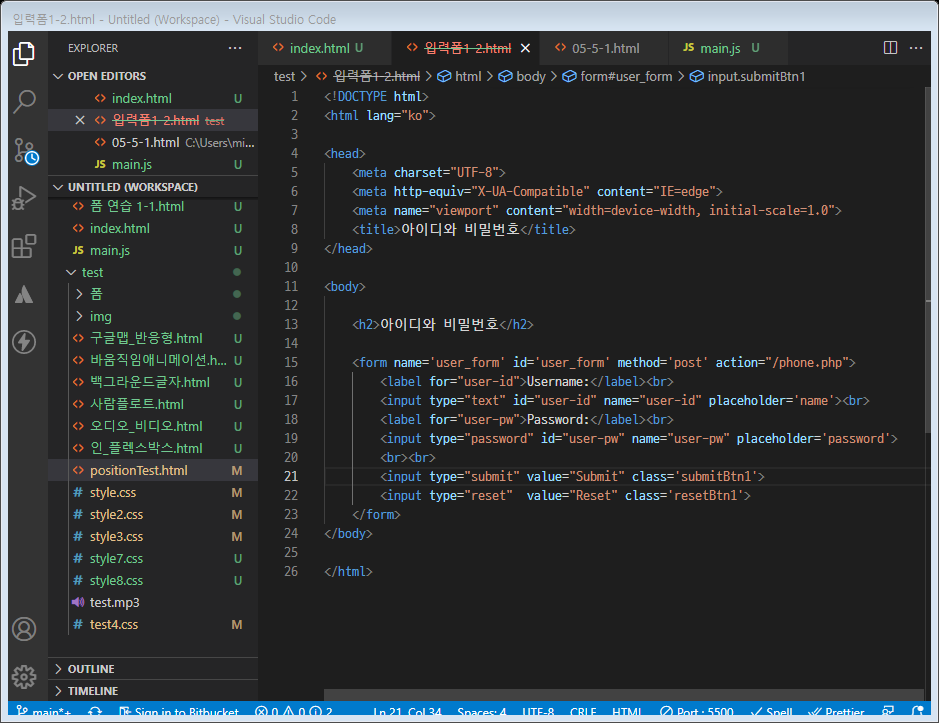 입력폼1-2.html - Untitled (Workspace) - Visual Studio Code
EXPLORER ···
OPEN EDITORS
<> index.html U
× <> 입력폼1-2.html test
<> 05-5-1.html C:\Users\mi...
JS main.js U
UNTITLED (WORKSPACE)
<> 폼 연습 1-1.html U
<> index.html U
JS main.js U
test
폼
img
<> 구글맵_반응형.html U
<> 바움직임애니메이션.h... U
<> 백그라운드글자.html U
<> 사람플로트.html U
<> 오디오_비디오.html U
<> 인_플렉스박스.html U
<> positionTest.html M
# style.css M
# style2.css M
# style3.css M
# style7.css U
# style8.css U
test.mp3
# test4.css M
OUTLINE
TIMELINE
<> index.html U <> 입력폼1-2.html × <> 05-5-1.html JS main.js U ···
test > <> 입력폼1-2.html > html > body > form#user_form > input.submitBtn1
1 <!DOCTYPE html>
2 <html lang="ko">
3
4 <head>
5 <meta charset="UTF-8">
6 <meta http-equiv="X-UA-Compatible" content="IE=edge">
7 <meta name="viewport" content="width=device-width, initial-scale=1.0">
8 <title>아이디와 비밀번호</title>
9 </head>
10
11 <body>
12
13 <h2>아이디와 비밀번호</h2>
14
15 <form name='user_form' id='user_form' method='post' action="/phone.php">
16 <label for="user-id">Username:</label><br>
17 <input type="text" id="user-id" name="user-id" placeholder='name'><br>
18 <label for="user-pw">Password:</label><br>
19 <input type="password" id="user-pw" name="user-pw" placeholder='password'>
20 <br><br>
21 <input type="submit" value="Submit" class='submitBtn1'>
22 <input type="reset"  value="Reset" class='resetBtn1'>
23 </form>
24 </body>
25
26 </html>
main*+ Sign in to Bitbucket 0 0 2 Ln 21, Col 34 Spaces: 4 UTF-8 CRLF HTML Port : 5500 Spell Prettier